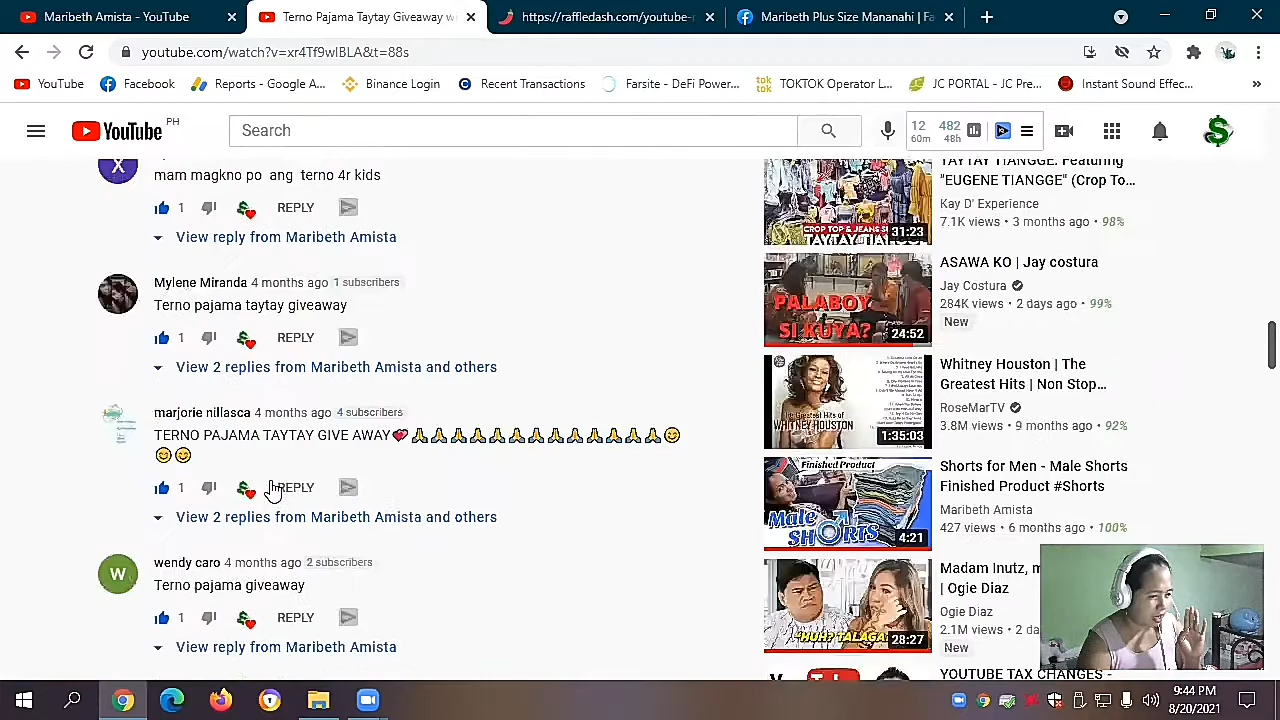 Maribeth Amista - YouTube
Terno Pajama Taytay Giveaway w
https://raffledash.com/youtube-r
Maribeth Plus Size Mananahi | Fa
youtube.com/watch?v=xr4Tf9wIBLA&t=88s
YouTube
Facebook
Reports - Google A...
Binance Login
Recent Transactions
Farsite - DeFi Power...
TOKTOK Operator L...
JC PORTAL - JC Pre...
Instant Sound Effec...
YouTube PH
Search
12 60m
482 48h
mam magkno po ang terno 4r kids
1 REPLY
View reply from Maribeth Amista
Mylene Miranda 4 months ago 1 subscribers
Terno pajama taytay giveaway
1 REPLY
View 2 replies from Maribeth Amista and others
marjorie 4 months ago 4 subscribers
TERNO PAJAMA TAYTAY GIVE AWAY💘🙏🙏🙏🙏🙏🙏🙏🙏🙏🙏🙏🙏🙏😊
😊😊
1 REPLY
View 2 replies from Maribeth Amista and others
wendy caro 4 months ago 2 subscribers
Terno pajama giveaway
1 REPLY
View reply from Maribeth Amista
TAYTAY TIANGGE. Featuring
"EUGENE TIANGGE" (Crop To...
Kay D' Experience
7.1K views • 3 months ago • 98%
CROP TOP & JEANS
31:23
ASAWA KO | Jay costura
Jay Costura
284K views • 2 days ago • 99%
New
PALABOY
SI KUYA?
24:52
Whitney Houston | The
Greatest Hits | Non Stop...
RoseMarTV
3.8M views • 9 months ago • 92%
The Greatest Hits of
WHITNEY HOUSTON
1:35:03
Shorts for Men - Male Shorts
Finished Product #Shorts
Maribeth Amista
427 views • 6 months ago • 100%
Finished Product
Male
SHORTS
4:21
Madam Inutz, m
| Ogie Diaz
Ogie Diaz
2.1M views • 2 da
New
"HUH? TALAGA
28:27
YOUTUBE TAX CHANGES -
9:44 PM
8/20/2021